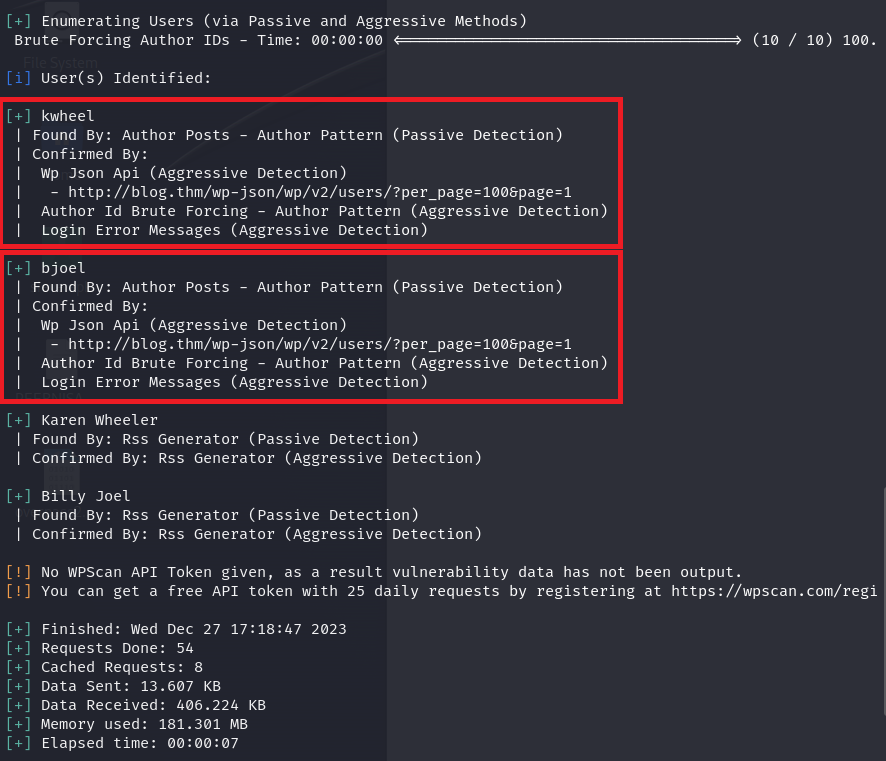 [+] Enumerating Users (via Passive and Aggressive Methods)
Brute Forcing Author IDs - Time: 00:00:00 <==================================> (10 / 10) 100.
File System
[i] User(s) Identified:
[+] kwheel
| Found By: Author Posts - Author Pattern (Passive Detection)
| Confirmed By:
|  Wp Json Api (Aggressive Detection)
|   - http://blog.thm/wp-json/wp/v2/users/?per_page=100&page=1
|  Author Id Brute Forcing - Author Pattern (Aggressive Detection)
|  Login Error Messages (Aggressive Detection)
[+] bjoel
| Found By: Author Posts - Author Pattern (Passive Detection)
| Confirmed By:
|  Wp Json Api (Aggressive Detection)
|   - http://blog.thm/wp-json/wp/v2/users/?per_page=100&page=1
|  Author Id Brute Forcing - Author Pattern (Aggressive Detection)
|  Login Error Messages (Aggressive Detection)
[+] Karen Wheeler
| Found By: Rss Generator (Passive Detection)
| Confirmed By: Rss Generator (Aggressive Detection)
[+] Billy Joel
| Found By: Rss Generator (Passive Detection)
| Confirmed By: Rss Generator (Aggressive Detection)
[!] No WPScan API Token given, as a result vulnerability data has not been output.
[!] You can get a free API token with 25 daily requests by registering at https://wpscan.com/regi
[+] Finished: Wed Dec 27 17:18:47 2023
[+] Requests Done: 54
[+] Cached Requests: 8
[+] Data Sent: 13.607 KB
[+] Data Received: 406.224 KB
[+] Memory used: 181.301 MB
[+] Elapsed time: 00:00:07